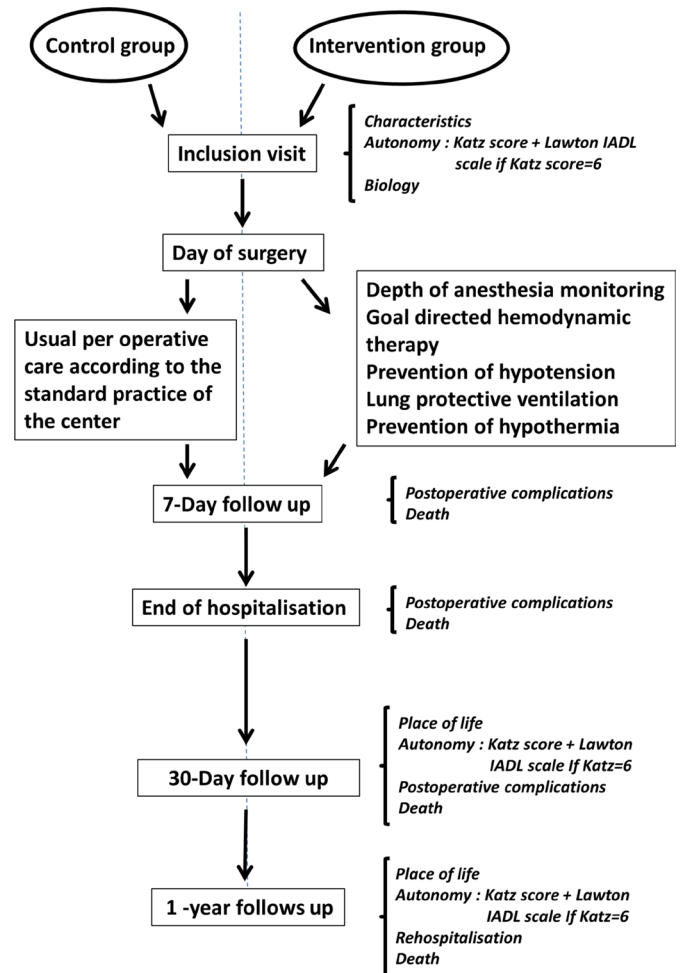 Control group
Intervention group
Inclusion visit
Characteristics
Autonomy : Katz score + Lawton IADL
scale if Katz score=6
Biology
Day of surgery
Usual per operative
care according to the
standard practice of
the center
Depth of anesthesia monitoring
Goal directed hemodynamic
therapy
Prevention of hypotension
Lung protective ventilation
Prevention of hypothermia
7-Day follow up
Postoperative complications
Death
End of hospitalisation
Postoperative complications
Death
30-Day follow up
Place of life
Autonomy : Katz score + Lawton
IADL scale If Katz=6
Postoperative complications
Death
1 -year follows up
Place of life
Autonomy : Katz score + Lawton
IADL scale If Katz=6
Rehospitalisation
Death